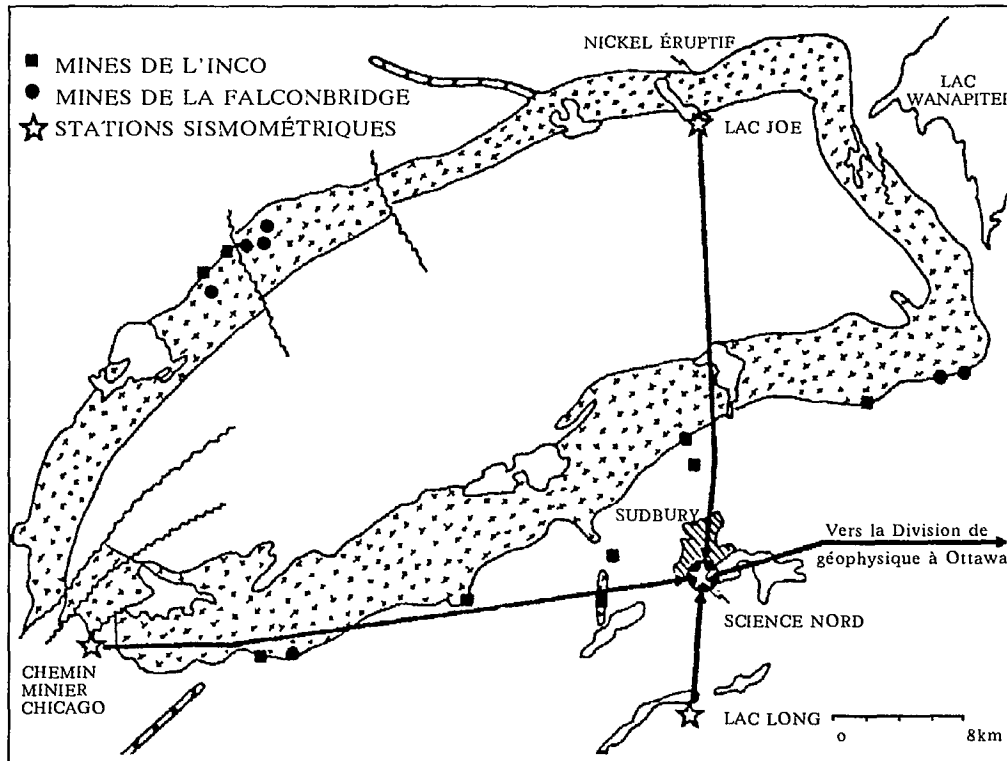 MINES DE L'INCO
MINES DE LA FALCONBRIDGE
STATIONS SISMOMÉTRIQUES
NICKEL ÉRUPTIF
LAC
WANAPITEI
LAC JOE
SUDBURY
Vers la Division de
géophysique à Ottawa
SCIENCE NORD
CHEMIN
MINIER
CHICAGO
LAC LONG
0 8km